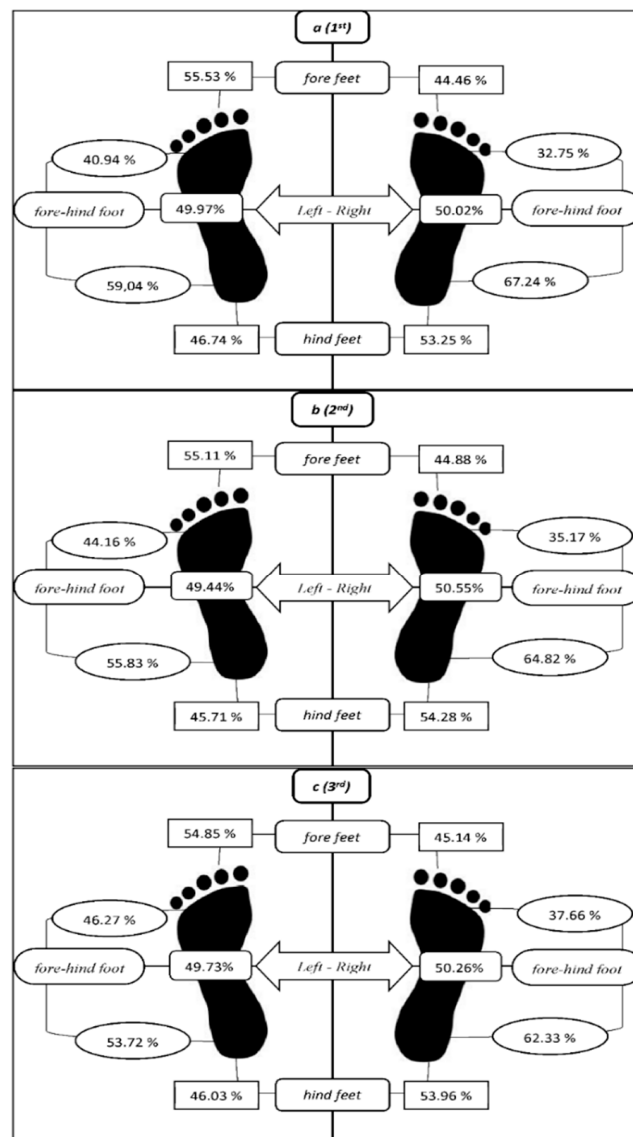 a (1st)
55.53 % fore feet 44.46 %
40.94 % 32.75 %
fore-hind foot 49.97% Left - Right 50.02% fore-hind foot
59,04 % 67.24 %
46.74 % hind feet 53.25 %
b (2nd)
55.11 % fore feet 44.88 %
44.16 % 35.17 %
fore-hind foot 49.44% Left - Right 50.55% fore-hind foot
55.83 % 64.82 %
45.71 % hind feet 54.28 %
c (3rd)
54.85 % fore feet 45.14 %
46.27 % 37.66 %
fore-hind foot 49.73% Left - Right 50.26% fore-hind foot
53.72 % 62.33 %
46.03 % hind feet 53.96 %